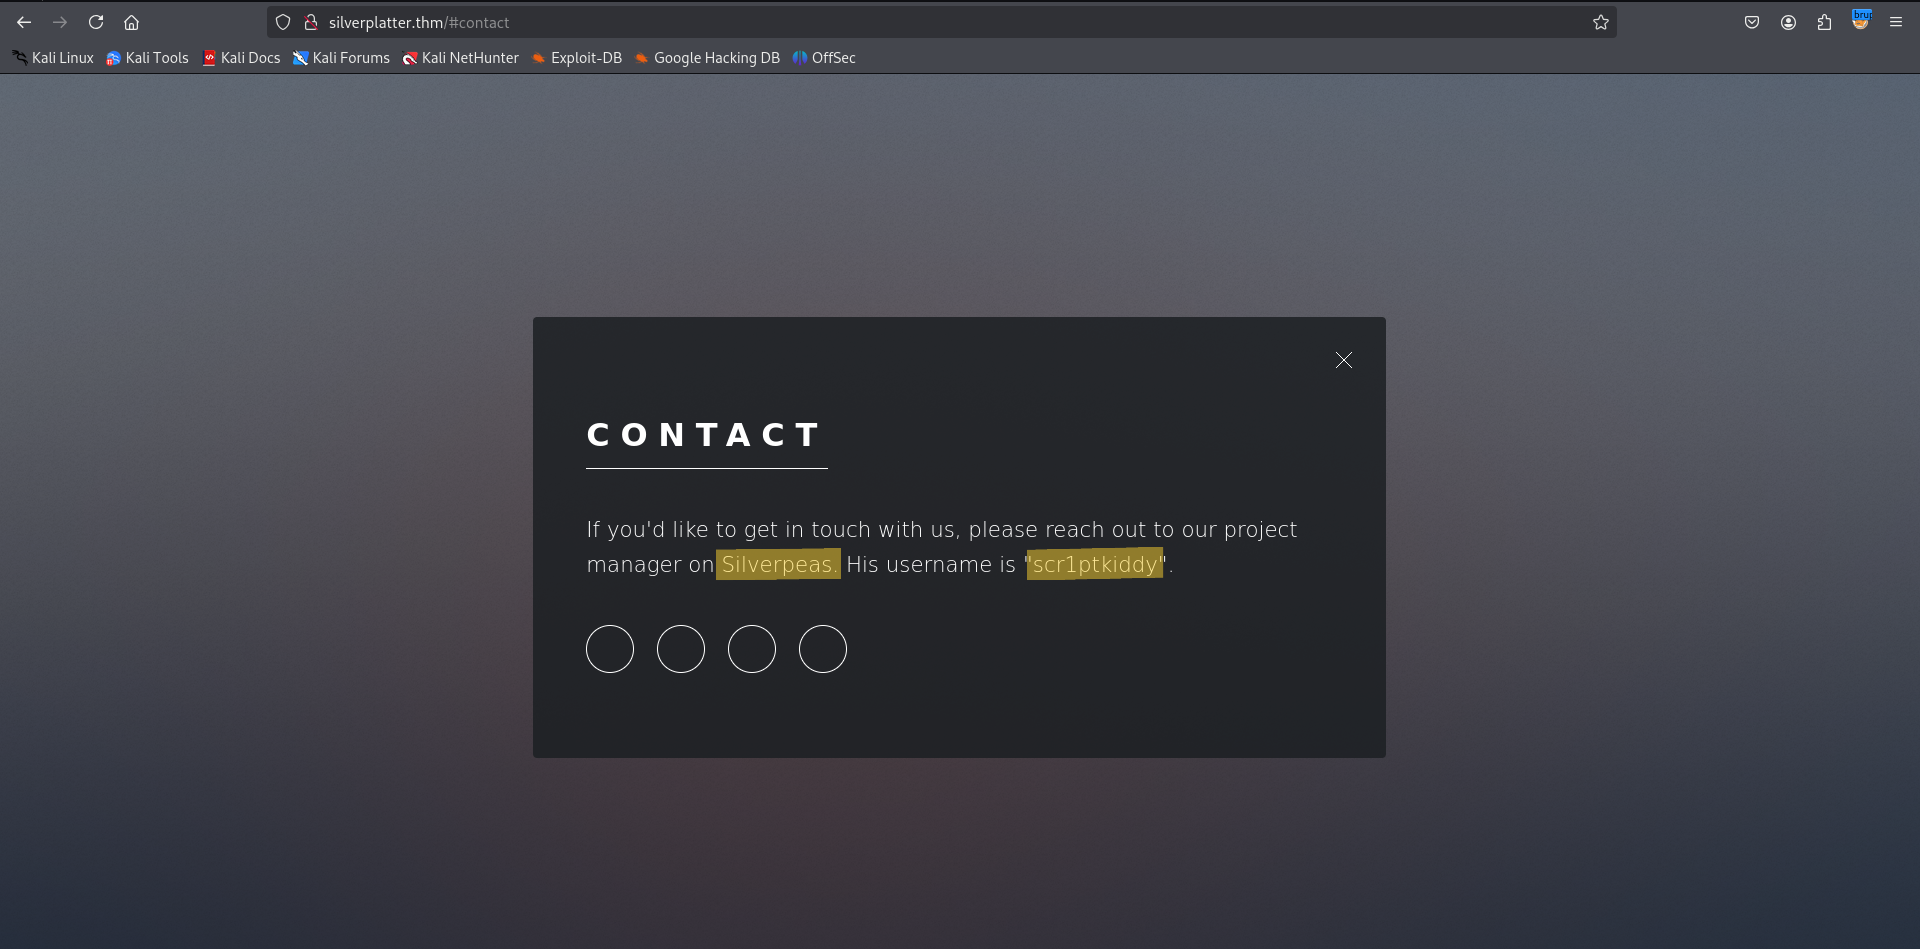 silverplatter.thm/#contact
Kali Linux Kali Tools Kali Docs Kali Forums Kali NetHunter Exploit-DB Google Hacking DB OffSec
CONTACT
If you'd like to get in touch with us, please reach out to our project
manager on Silverpeas. His username is "scr1ptkiddy".